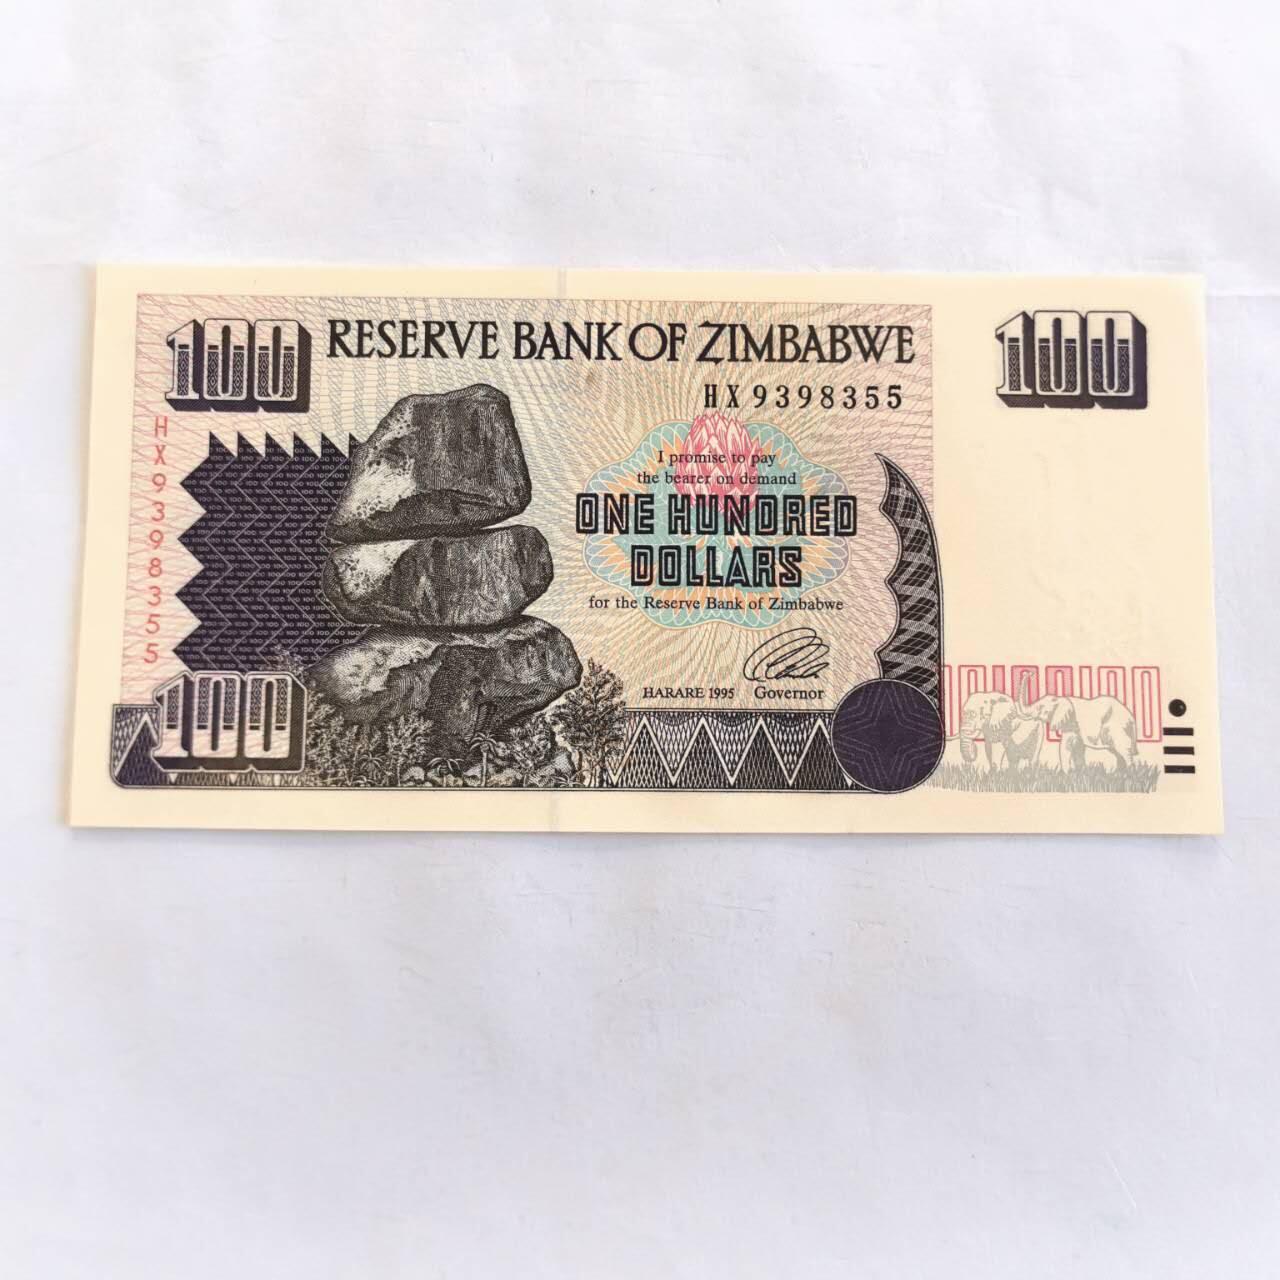 100
RESERVE BANK OF ZIMBABWE
100
HX9398355
HX9398355
I promise to pay
the bearer on demand
ONE HUNDRED
DOLLARS
for the Reserve Bank of Zimbabwe
HARARE 1995 Governor
100